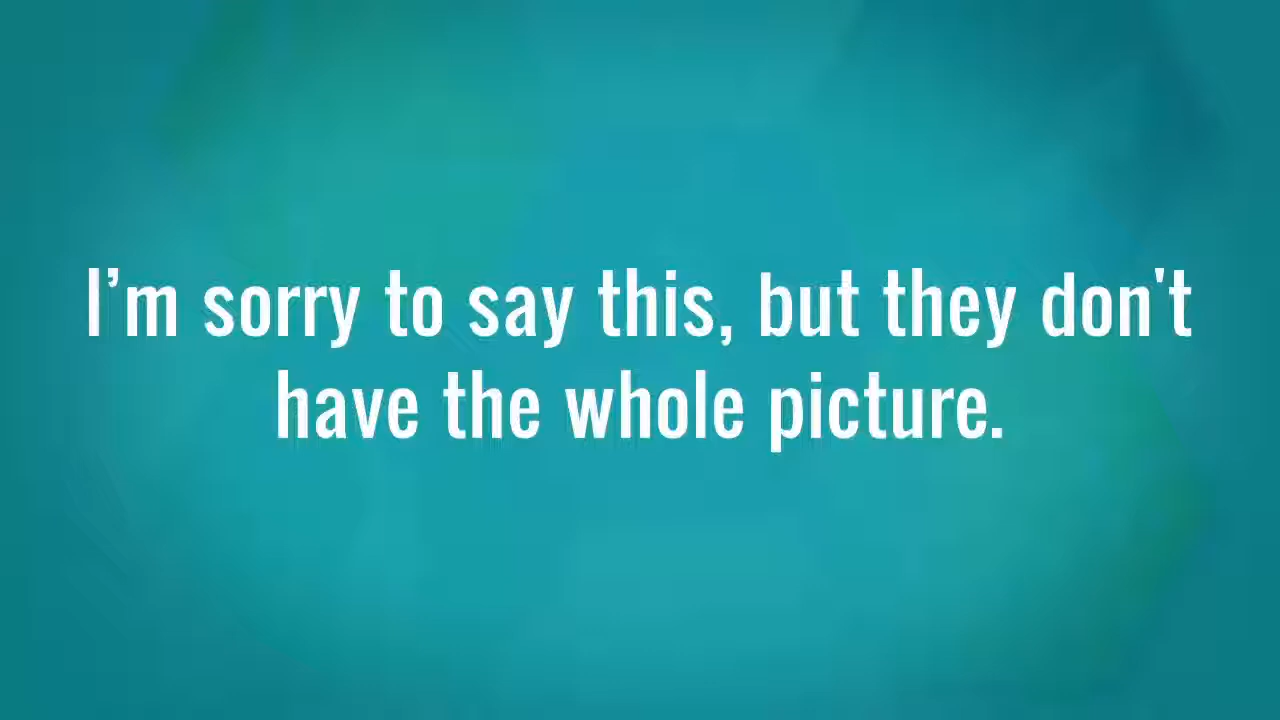 I’m sorry to say this, but they don't
have the whole picture.